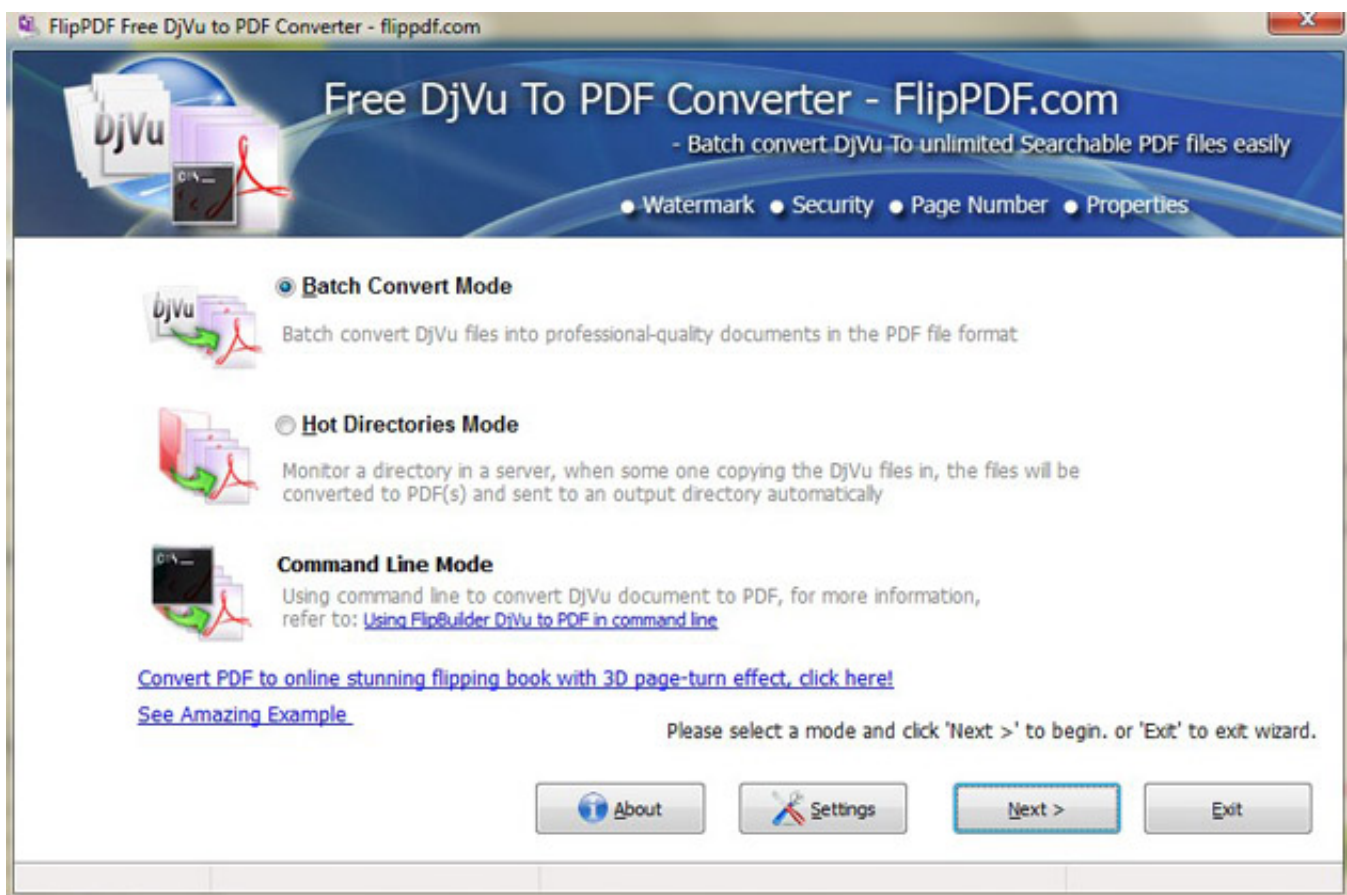 FlipPDF Free DjVu to PDF Converter - flippdf.com
Free DjVu To PDF Converter - FlipPDF.com
- Batch convert DjVu To unlimited Searchable PDF files easily
● Watermark ● Security ● Page Number ● Properties
DjVu
C:\_
DjVu
Batch Convert Mode
Batch convert DjVu files into professional-quality documents in the PDF file format
Hot Directories Mode
Monitor a directory in a server, when some one copying the DjVu files in, the files will be
converted to PDF(s) and sent to an output directory automatically
C:\_
Command Line Mode
Using command line to convert DjVu document to PDF, for more information,
refer to: Using FlipBuilder DjVu to PDF in command line
Convert PDF to online stunning flipping book with 3D page-turn effect, click here!
See Amazing Example
Please select a mode and click 'Next >' to begin. or 'Exit' to exit wizard.
About
Settings
Next >
Exit